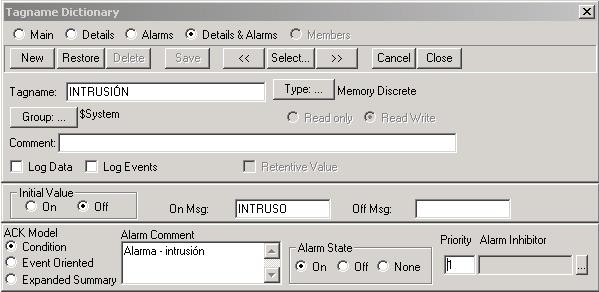 Tagname Dictionary
Main Details Alarms Details & Alarms Members
New Restore Delete Save << Select... >> Cancel Close
Tagname: INTRUSIÓN Type: ... Memory Discrete
Group: ... $System Read only Read Write
Comment:
Log Data Log Events Retentive Value
Initial Value
On Off On Msg: INTRUSO Off Msg:
ACK Model
Condition
Event Oriented
Expanded Summary
Alarm Comment
Alarma - intrusión
Alarm State
On Off None
Priority Alarm Inhibitor
1 ...